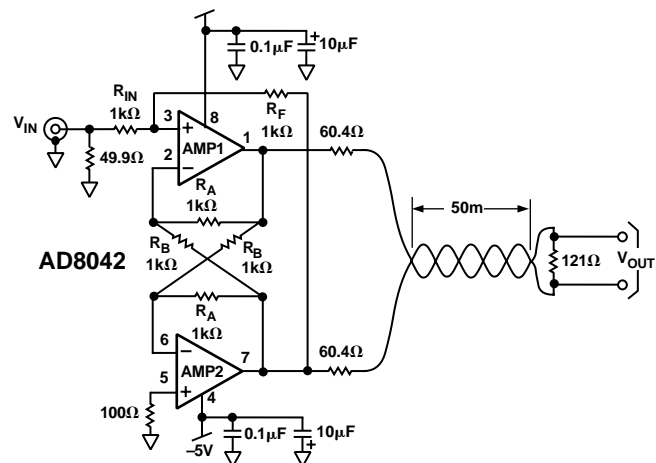 0.1μF
+
10μF
R_IN
1kΩ
R_F
1kΩ
V_IN
49.9Ω
3
+
8
AMP1
1
2
–
60.4Ω
R_A
1kΩ
50m
R_B
1kΩ
R_B
1kΩ
AD8042
121Ω
V_OUT
R_A
1kΩ
6
–
7
AMP2
60.4Ω
5
+
4
100Ω
–5V
0.1μF
10μF
+